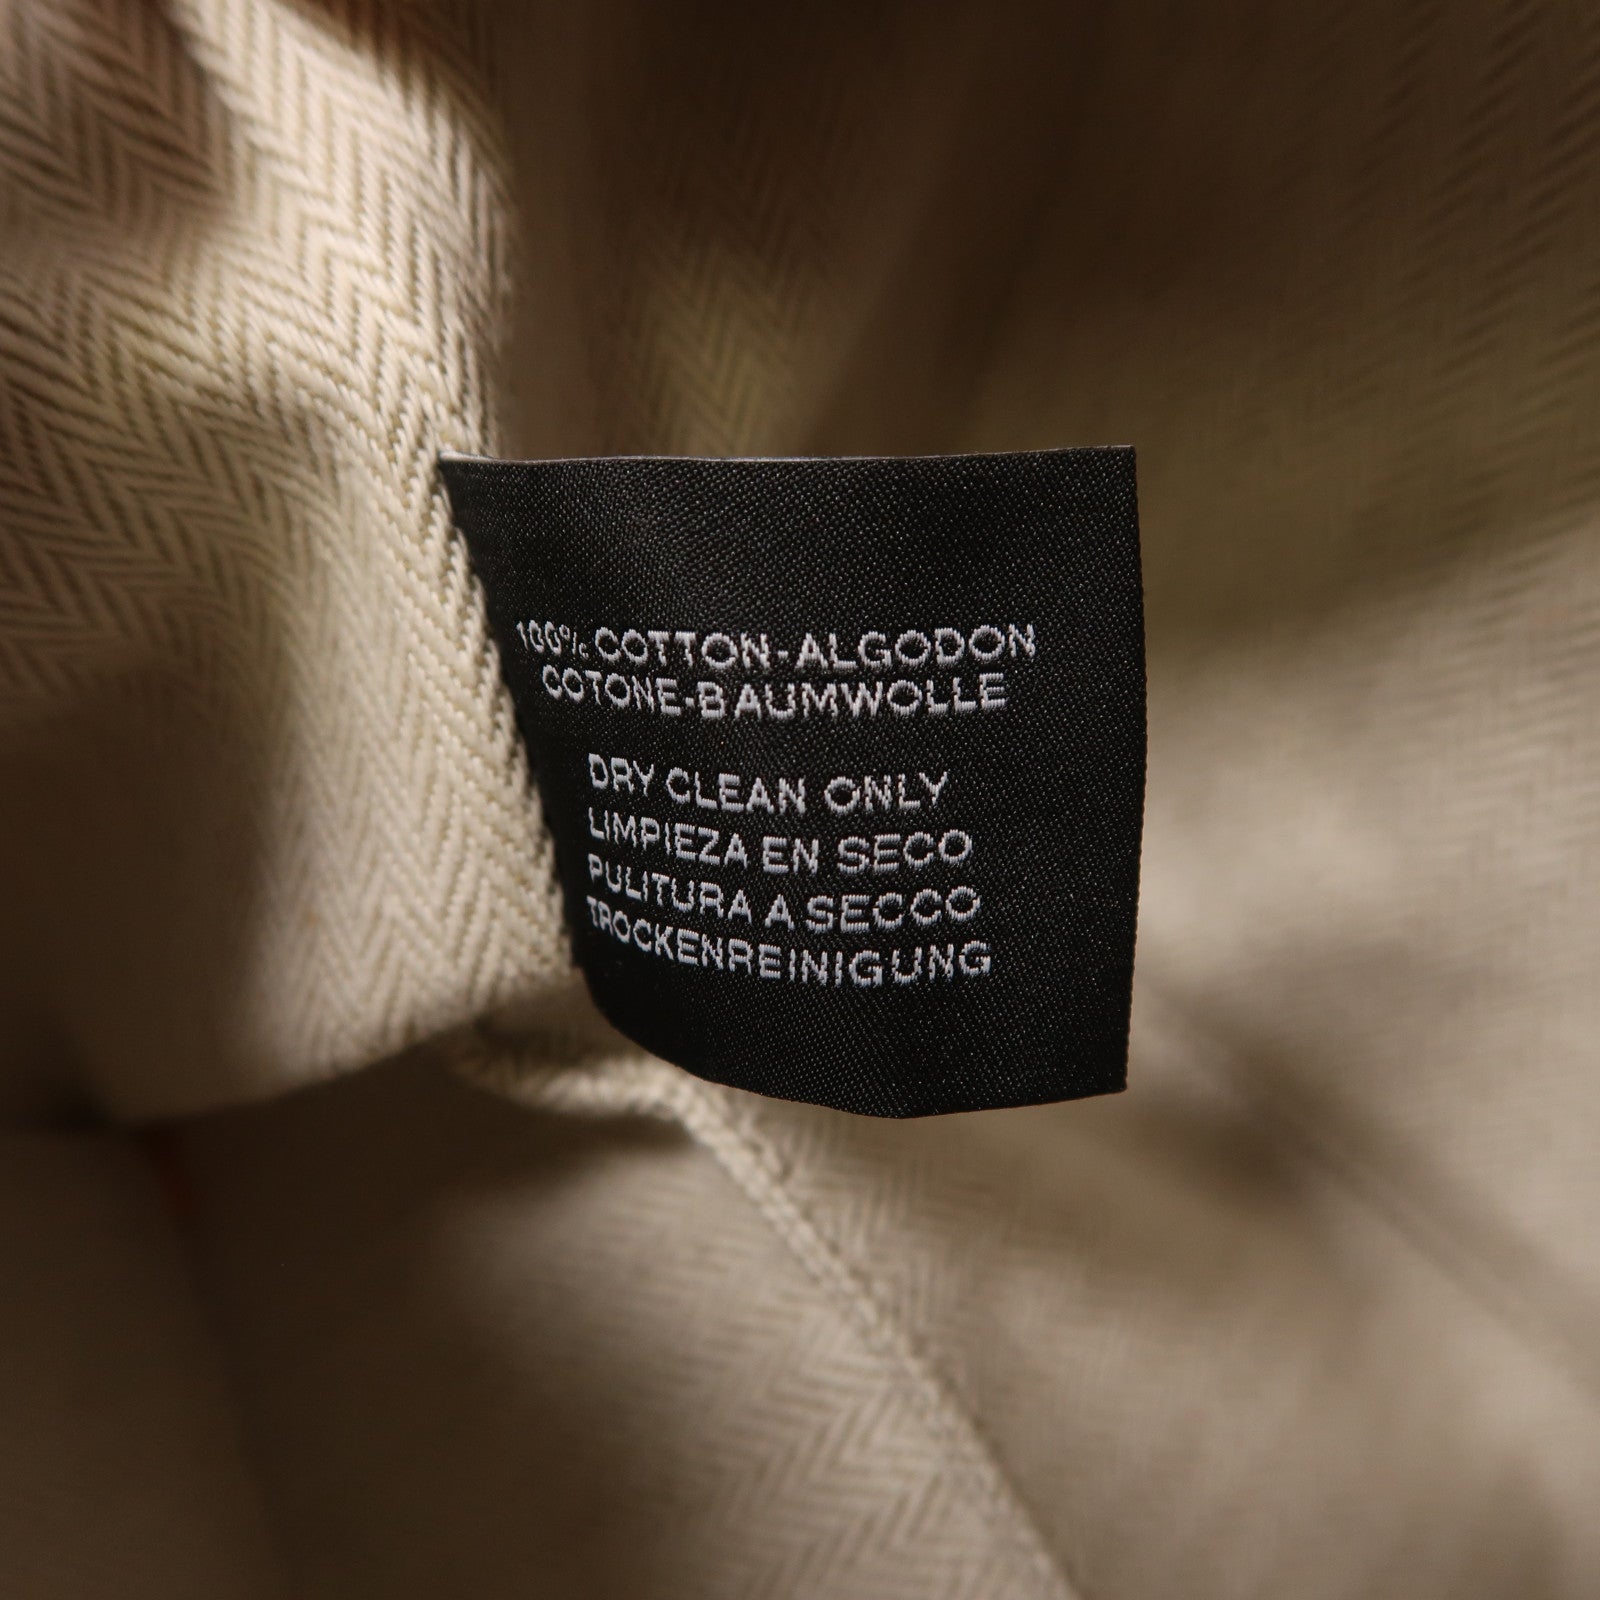 100% COTTON-ALGODON
COTONE-BAUMWOLLE
DRY CLEAN ONLY
LIMPIEZA EN SECO
PULITURA A SECCO
TROCKENREINIGUNG